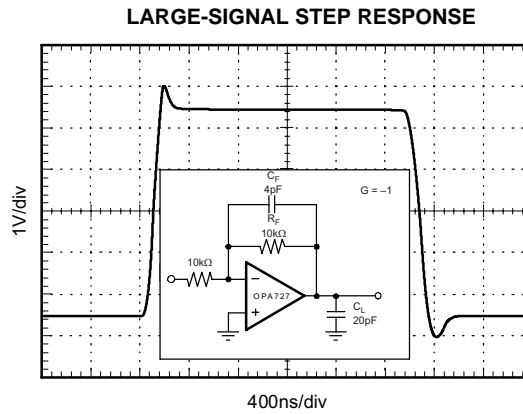 LARGE-SIGNAL STEP RESPONSE
1V/div
C_F
4pF
G = –1
R_F
10kΩ
10kΩ
–
OPA727
+
C_L
20pF
400ns/div